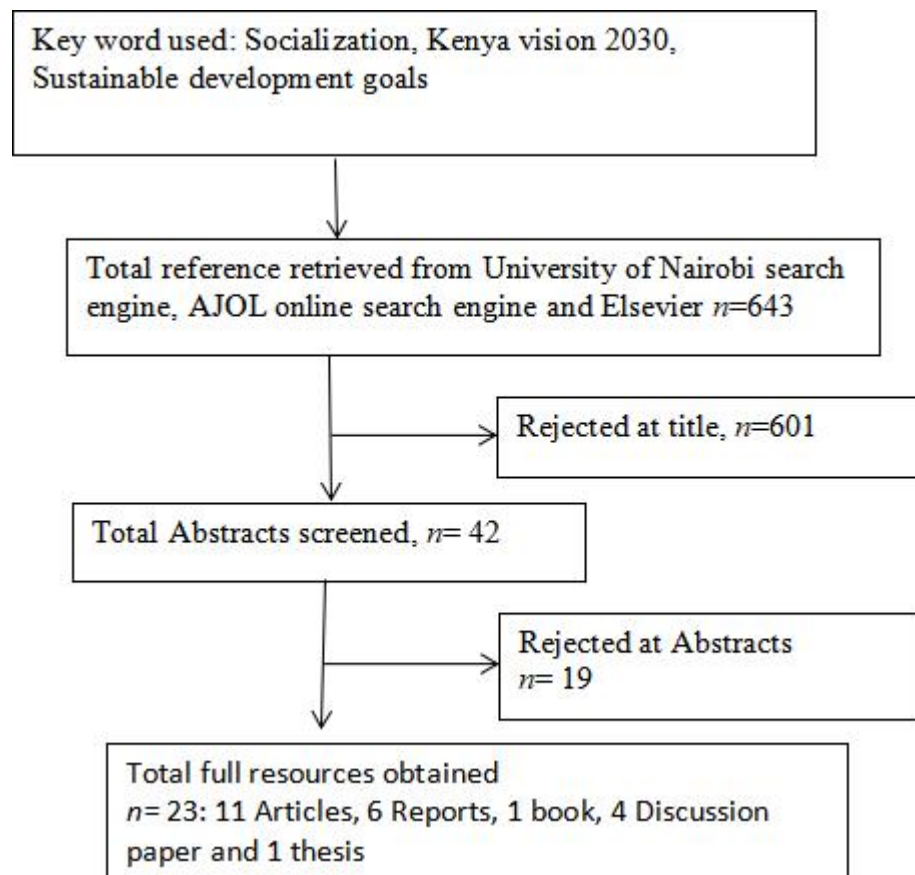 Key word used: Socialization, Kenya vision 2030,
Sustainable development goals
Total reference retrieved from University of Nairobi search
engine, AJOL online search engine and Elsevier n=643
Rejected at title, n=601
Total Abstracts screened, n= 42
Rejected at Abstracts
n= 19
Total full resources obtained
n= 23: 11 Articles, 6 Reports, 1 book, 4 Discussion
paper and 1 thesis